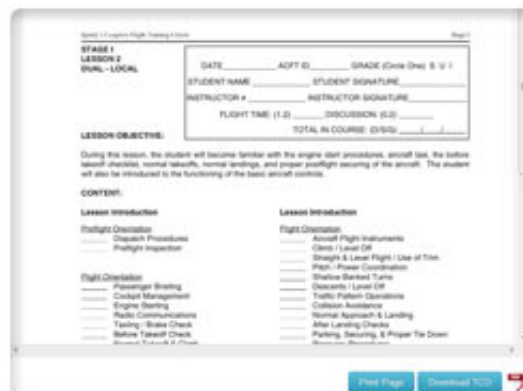 Page 1
STAGE I
LESSON 2
DUAL - LOCAL
DATE ACFT ID GRADE (Circle One) S U I
STUDENT NAME STUDENT SIGNATURE
INSTRUCTOR # INSTRUCTOR SIGNATURE
FLIGHT TIME: (1.2) DISCUSSION: (0.2)
TOTAL IN COURSE: (D/S/G) / /
LESSON OBJECTIVE:
During this lesson, the student will become familiar with the engine start procedures, aircraft taxi, the before
takeoff checklist, normal takeoffs, normal landings, and proper postflight securing of the aircraft. The student
will also be introduced to the functioning of the basic aircraft controls.
CONTENT:
Lesson Introduction
Preflight Orientation
Dispatch Procedures
Preflight Inspection
Flight Orientation
Passenger Briefing
Cockpit Management
Engine Starting
Radio Communications
Taxiing / Brake Check
Before Takeoff Check
Normal Takeoff & Climb
Lesson Introduction
Flight Orientation
Aircraft Flight Instruments
Climb / Level Off
Straight & Level Flight / Use of Trim
Pitch / Power Coordination
Shallow Banked Turns
Descents / Level Off
Traffic Pattern Operations
Collision Avoidance
Normal Approach & Landing
After Landing Checks
Parking, Securing, & Proper Tie Down
Print Page
Download TCO